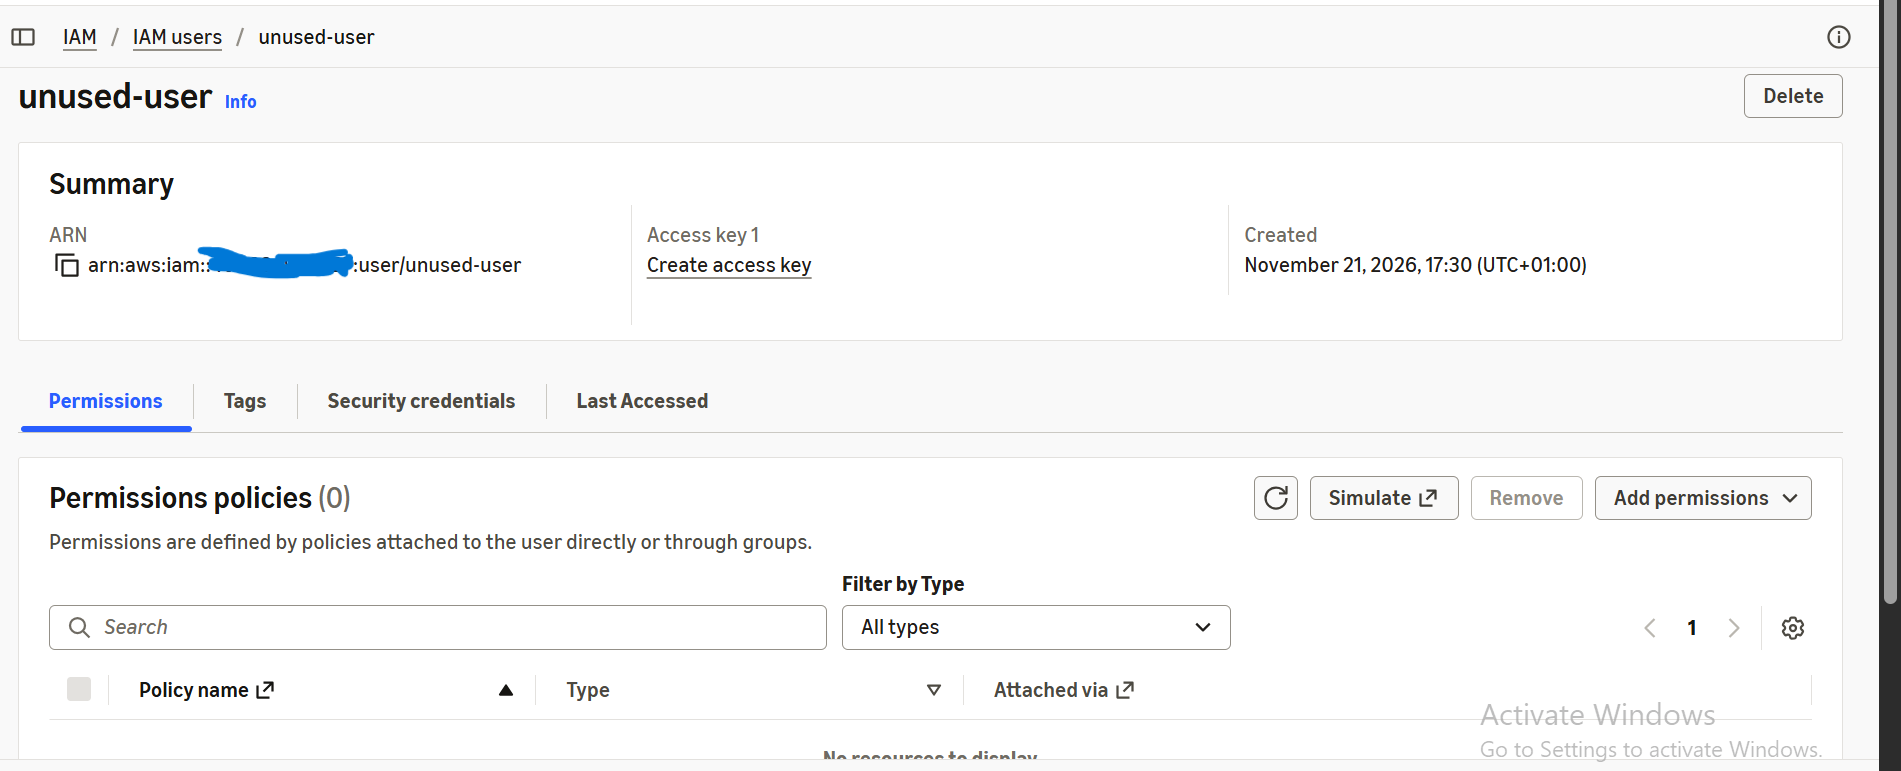 IAM / IAM users / unused-user
unused-user Info
Delete
Summary
ARN
arn:aws:iam:: :user/unused-user
Access key 1
Create access key
Created
November 21, 2026, 17:30 (UTC+01:00)
Permissions
Tags
Security credentials
Last Accessed
Permissions policies (0)
Simulate
Remove
Add permissions
Permissions are defined by policies attached to the user directly or through groups.
Filter by Type
Search
All types
1
Policy name
Type
Attached via
No resources to display
Activate Windows
Go to Settings to activate Windows.